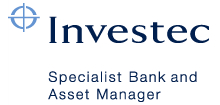 Investec
Specialist Bank and
Asset Manager